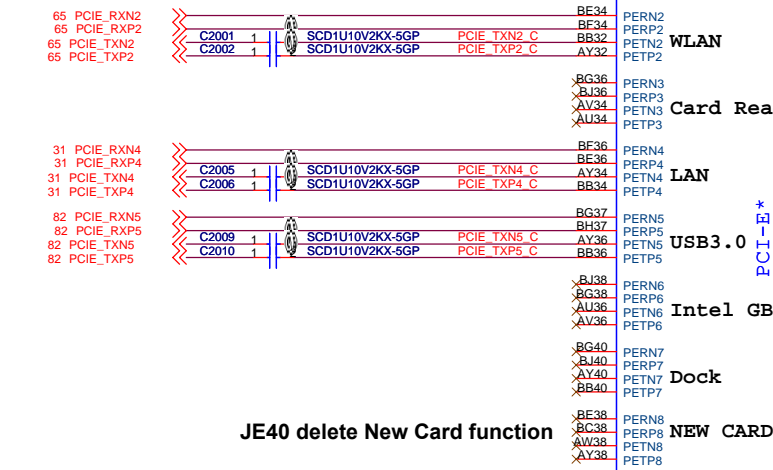 65 PCIE_RXN2 BE34 PERN2
65 PCIE_RXP2 BF34 PERP2
65 PCIE_TXN2 C2001 1 SCD1U10V2KX-5GP PCIE_TXN2_C BB32 PETN2 WLAN
65 PCIE_TXP2 C2002 1 SCD1U10V2KX-5GP PCIE_TXP2_C AY32 PETP2
BG36 PERN3
BJ36 PERP3
AV34 PETN3 Card Rea
AU34 PETP3
31 PCIE_RXN4 BF36 PERN4
31 PCIE_RXP4 BE36 PERP4
31 PCIE_TXN4 C2005 1 SCD1U10V2KX-5GP PCIE_TXN4_C AY34 PETN4 LAN
31 PCIE_TXP4 C2006 1 SCD1U10V2KX-5GP PCIE_TXP4_C BB34 PETP4
82 PCIE_RXN5 BG37 PERN5
82 PCIE_RXP5 BH37 PERP5
82 PCIE_TXN5 C2009 1 SCD1U10V2KX-5GP PCIE_TXN5_C AY36 PETN5 USB3.0
82 PCIE_TXP5 C2010 1 SCD1U10V2KX-5GP PCIE_TXP5_C BB36 PETP5
PCI-E*
BJ38 PERN6
BG38 PERP6
AU36 PETN6 Intel GB
AV36 PETP6
BG40 PERN7
BJ40 PERP7
AY40 PETN7 Dock
BB40 PETP7
BE38 PERN8
JE40 delete New Card function BC38 PERP8 NEW CARD
AW38 PETN8
AY38 PETP8